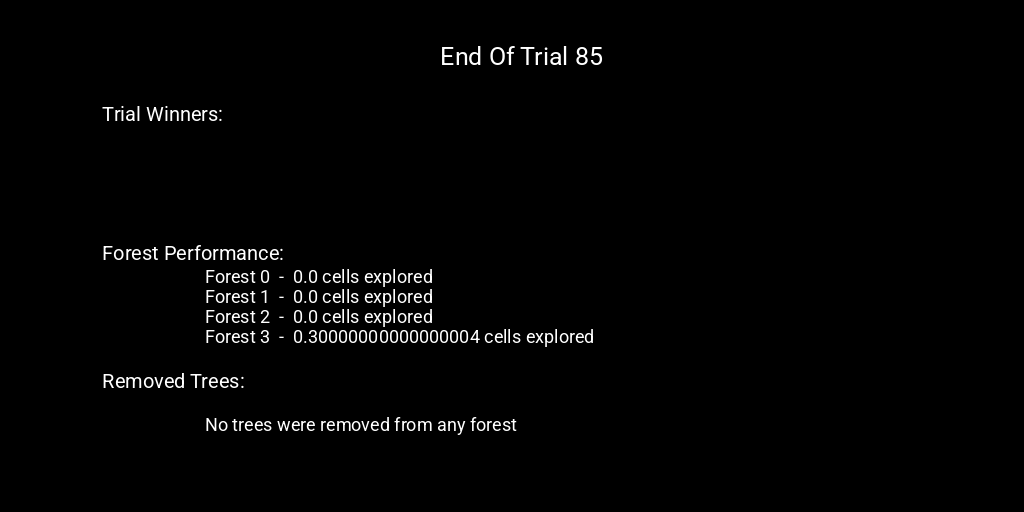 End Of Trial 85
Trial Winners:
Forest Performance:
Forest 0 - 0.0 cells explored
Forest 1 - 0.0 cells explored
Forest 2 - 0.0 cells explored
Forest 3 - 0.30000000000000004 cells explored
Removed Trees:
No trees were removed from any forest